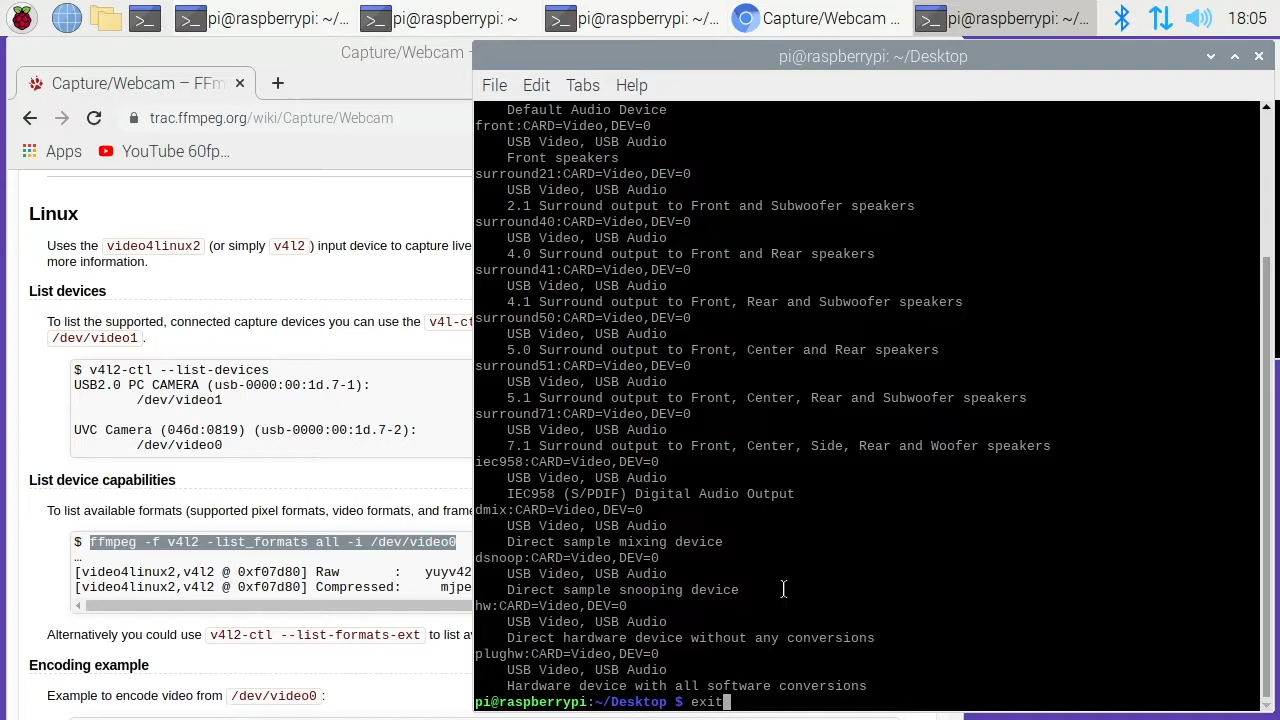 pi@raspberrypi: ~/...
pi@raspberrypi: ~
pi@raspberrypi: ~/...
Capture/Webcam ...
pi@raspberrypi: ~/...
18:05
Capture/Webcam -
Capture/Webcam – FFm
trac.ffmpeg.org/wiki/Capture/Webcam
Apps
YouTube 60fp...
Linux
Uses the video4linux2 (or simply v4l2 ) input device to capture live
more information.
List devices
To list the supported, connected capture devices you can use the v4l-ct
/dev/video1.
$ v4l2-ctl --list-devices
USB2.0 PC CAMERA (usb-0000:00:1d.7-1):
/dev/video1
UVC Camera (046d:0819) (usb-0000:00:1d.7-2):
/dev/video0
List device capabilities
To list available formats (supported pixel formats, video formats, and frame
$ ffmpeg -f v4l2 -list_formats all -i /dev/video0
…
[video4linux2,v4l2 @ 0xf07d80] Raw       :   yuyv42
[video4linux2,v4l2 @ 0xf07d80] Compressed:     mjpe
Alternatively you could use v4l2-ctl --list-formats-ext to list av
Encoding example
Example to encode video from /dev/video0 :
pi@raspberrypi: ~/Desktop
File Edit Tabs Help
Default Audio Device
front:CARD=Video,DEV=0
USB Video, USB Audio
Front speakers
surround21:CARD=Video,DEV=0
USB Video, USB Audio
2.1 Surround output to Front and Subwoofer speakers
surround40:CARD=Video,DEV=0
USB Video, USB Audio
4.0 Surround output to Front and Rear speakers
surround41:CARD=Video,DEV=0
USB Video, USB Audio
4.1 Surround output to Front, Rear and Subwoofer speakers
surround50:CARD=Video,DEV=0
USB Video, USB Audio
5.0 Surround output to Front, Center and Rear speakers
surround51:CARD=Video,DEV=0
USB Video, USB Audio
5.1 Surround output to Front, Center, Rear and Subwoofer speakers
surround71:CARD=Video,DEV=0
USB Video, USB Audio
7.1 Surround output to Front, Center, Side, Rear and Woofer speakers
iec958:CARD=Video,DEV=0
USB Video, USB Audio
IEC958 (S/PDIF) Digital Audio Output
dmix:CARD=Video,DEV=0
USB Video, USB Audio
Direct sample mixing device
dsnoop:CARD=Video,DEV=0
USB Video, USB Audio
Direct sample snooping device
hw:CARD=Video,DEV=0
USB Video, USB Audio
Direct hardware device without any conversions
plughw:CARD=Video,DEV=0
USB Video, USB Audio
Hardware device with all software conversions
pi@raspberrypi:~/Desktop $ exit